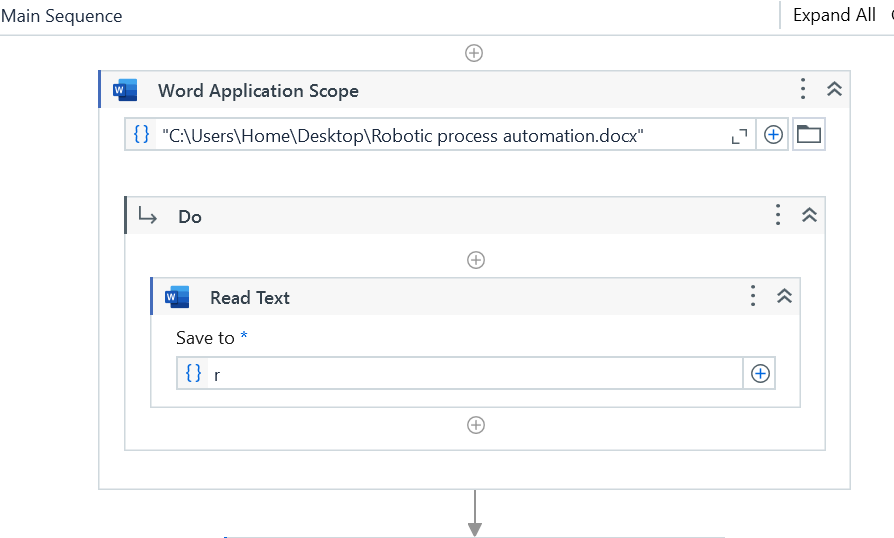 Main Sequence
Expand All
Word Application Scope
{} "C:\Users\Home\Desktop\Robotic process automation.docx"
Do
Read Text
Save to *
{} r